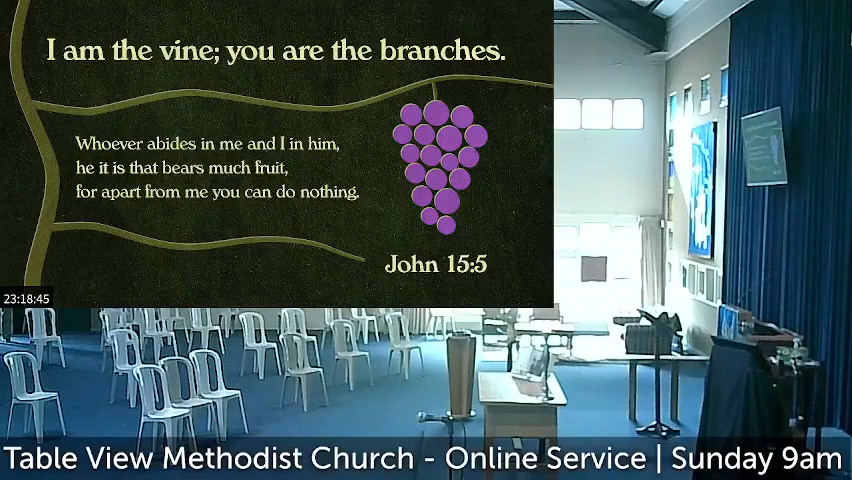 I am the vine; you are the branches.
Whoever abides in me and I in him,
he it is that bears much fruit,
for apart from me you can do nothing.
John 15:5
23:18:45
Table View Methodist Church - Online Service | Sunday 9am